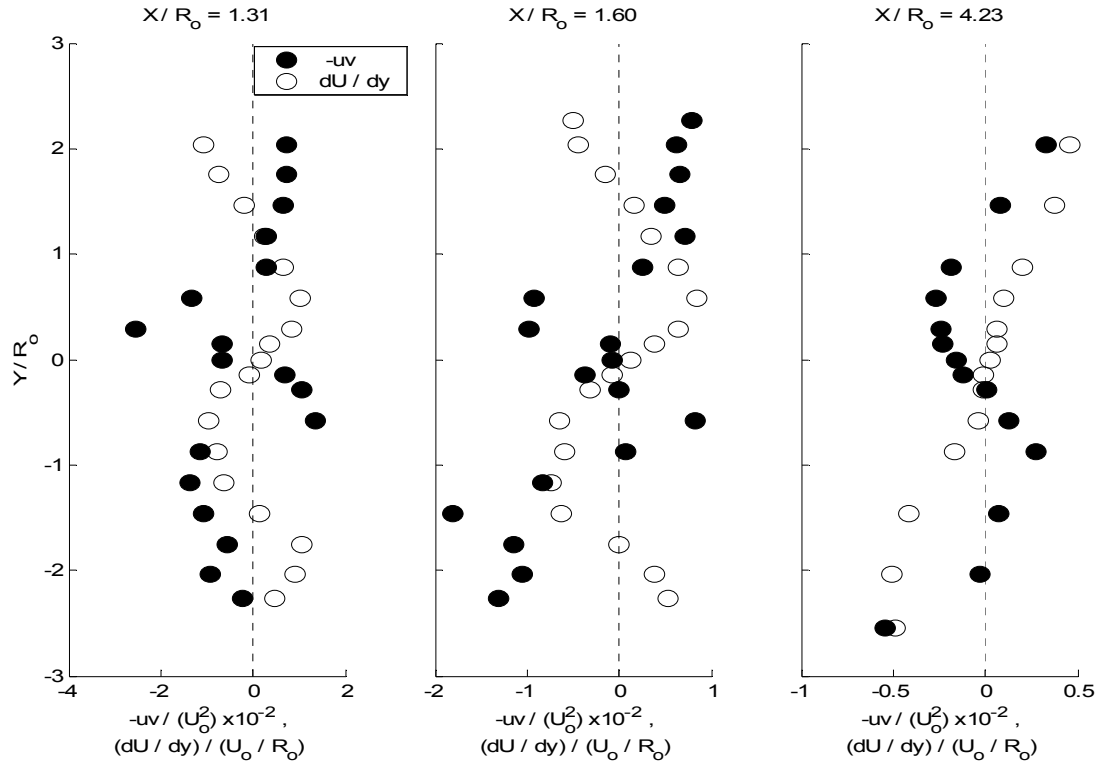 X / R_o = 1.31
X / R_o = 1.60
X / R_o = 4.23
-uv
dU / dy
Y / R_o
3
2
1
0
-1
-2
-3
-4 -2 0 2
-2 -1 0 1
-1 -0.5 0 0.5
-uv / (U_o^2) x10^-2 ,
(dU / dy) / (U_o / R_o)
-uv / (U_o^2) x10^-2 ,
(dU / dy) / (U_o / R_o)
-uv / (U_o^2) x10^-2 ,
(dU / dy) / (U_o / R_o)